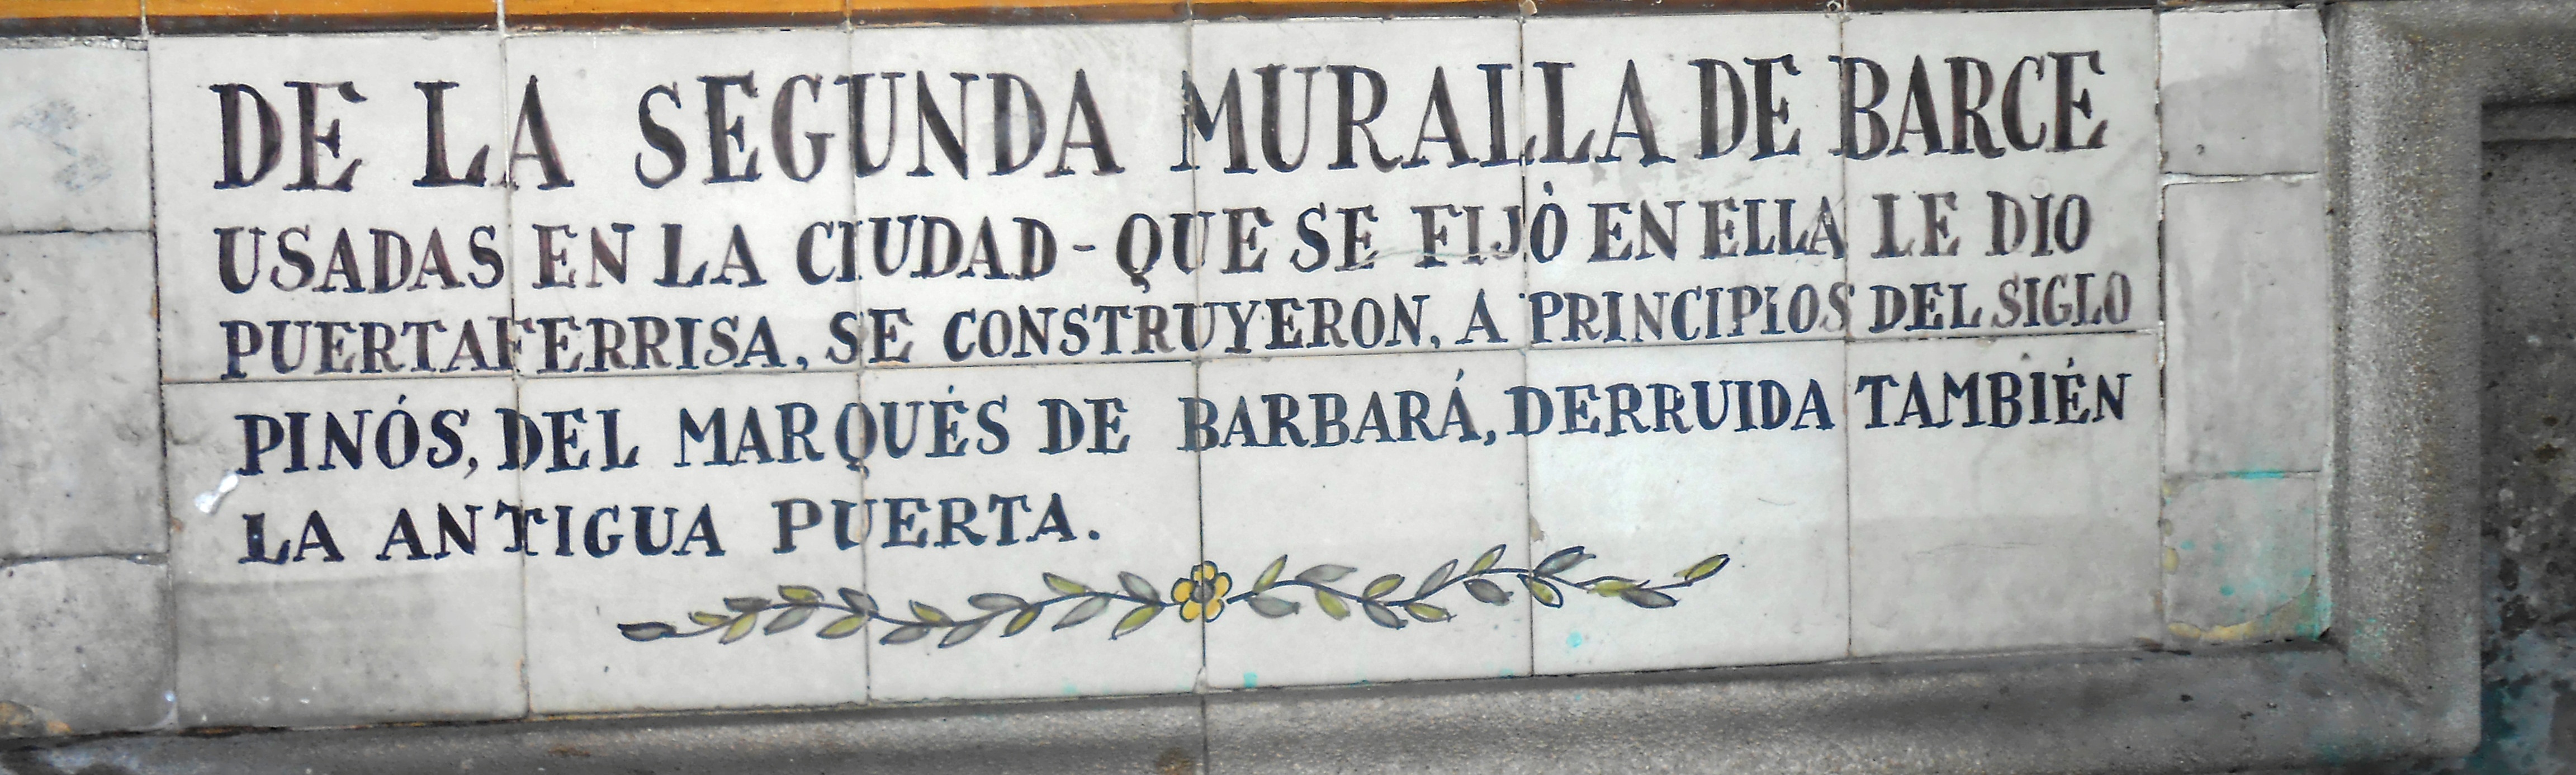 DE LA SEGUNDA MURALLA DE BARCE
USADAS EN LA CIUDAD - QUE SE FIJÓ EN ELLA LE DIO
PUERTAFERRISA, SE CONSTRUYERON, A PRINCIPIOS DEL SIGLO
PINÓS, DEL MARQUÉS DE BARBARÁ, DERRUIDA TAMBIÉN
LA ANTIGUA PUERTA.